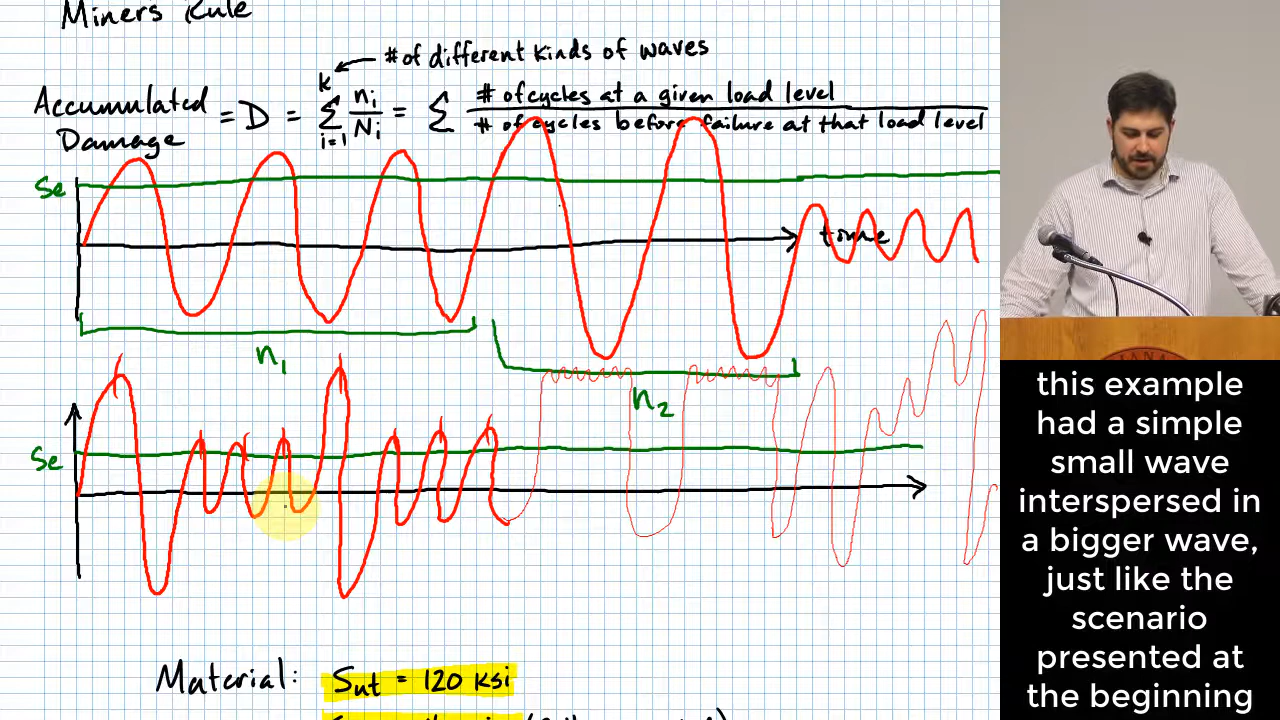 Miners Rule
# of different kinds of waves
Accumulated Damage = D = k Σ i=1 ni/Ni = Σ # of cycles at a given load level / # of cycles before failure at that load level
Se
time
n1
n2
Se
Material: Sut = 120 ksi
this example
had a simple
small wave
interspersed in
a bigger wave,
just like the
scenario
presented at
the beginning